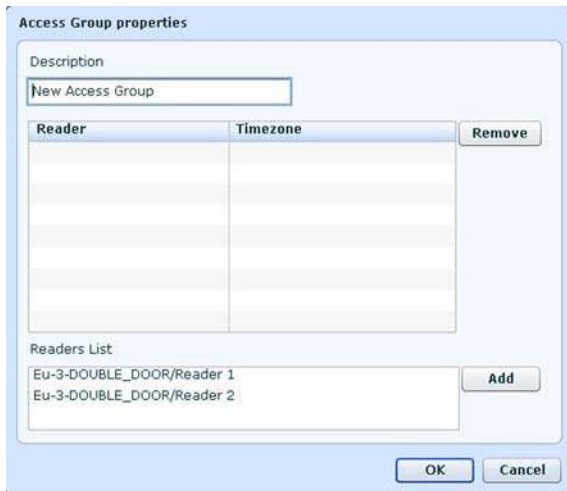 Access Group properties
Description
New Access Group
Reader Timezone
Remove
Readers List
Eu-3-DOUBLE_DOOR/Reader 1
Eu-3-DOUBLE_DOOR/Reader 2
Add
OK Cancel